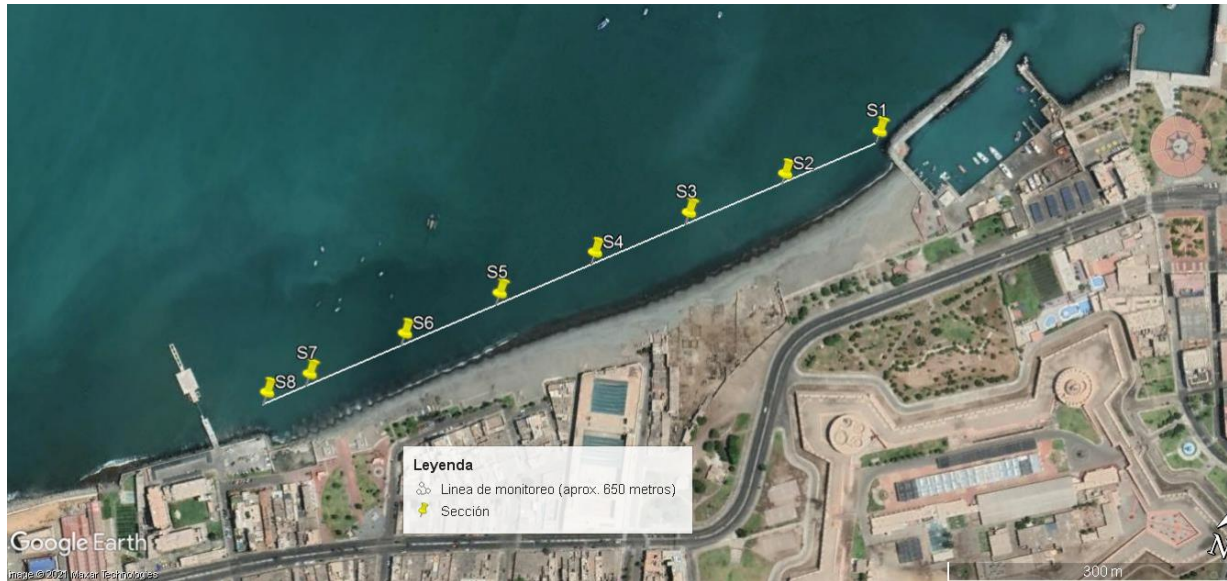 S1
S2
S3
S4
S5
S6
S7
S8
Leyenda
Linea de monitoreo (aprox. 650 metros)
Sección
Google Earth
Image © 2021 Maxar Technologies
300 m
N